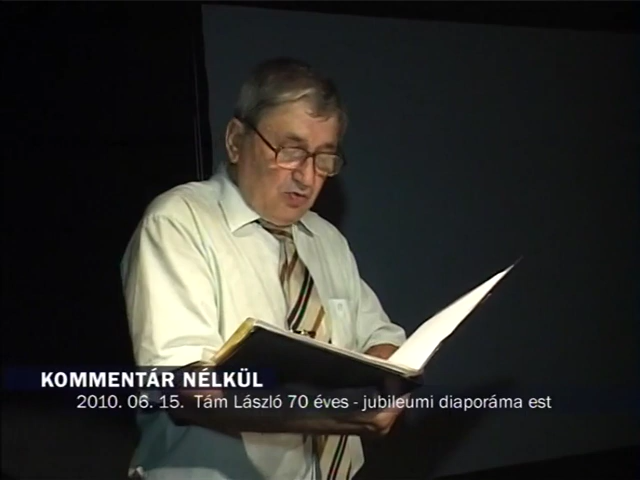 KOMMENTÁR NÉLKÜL
2010. 06. 15. Tám László 70 éves - jubileumi diaporáma est